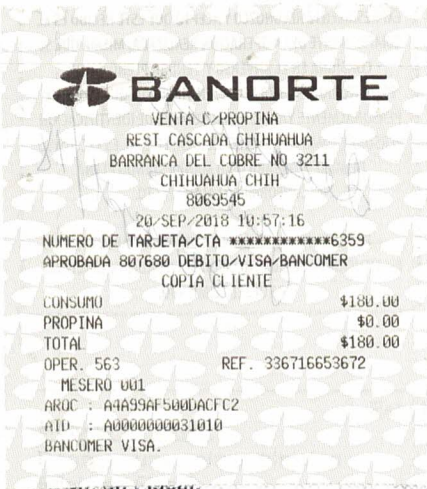 BANORTE
VENTA C/PROPINA
REST CASCADA CHIHUAHUA
BARRANCA DEL COBRE NO 3211
CHIHUAHUA CHIH
8069545
20/SEP/2018 10:57:16
NUMERO DE TARJETA/CTA ************6359
APROBADA 807680 DEBITO/VISA/BANCOMER
COPIA CLIENTE
CONSUMO $180.00
PROPINA $0.00
TOTAL $180.00
OPER. 563 REF. 336716653672
MESERO 001
ARQC : A4A99AF500DACFC2
AID : A0000000031010
BANCOMER VISA.